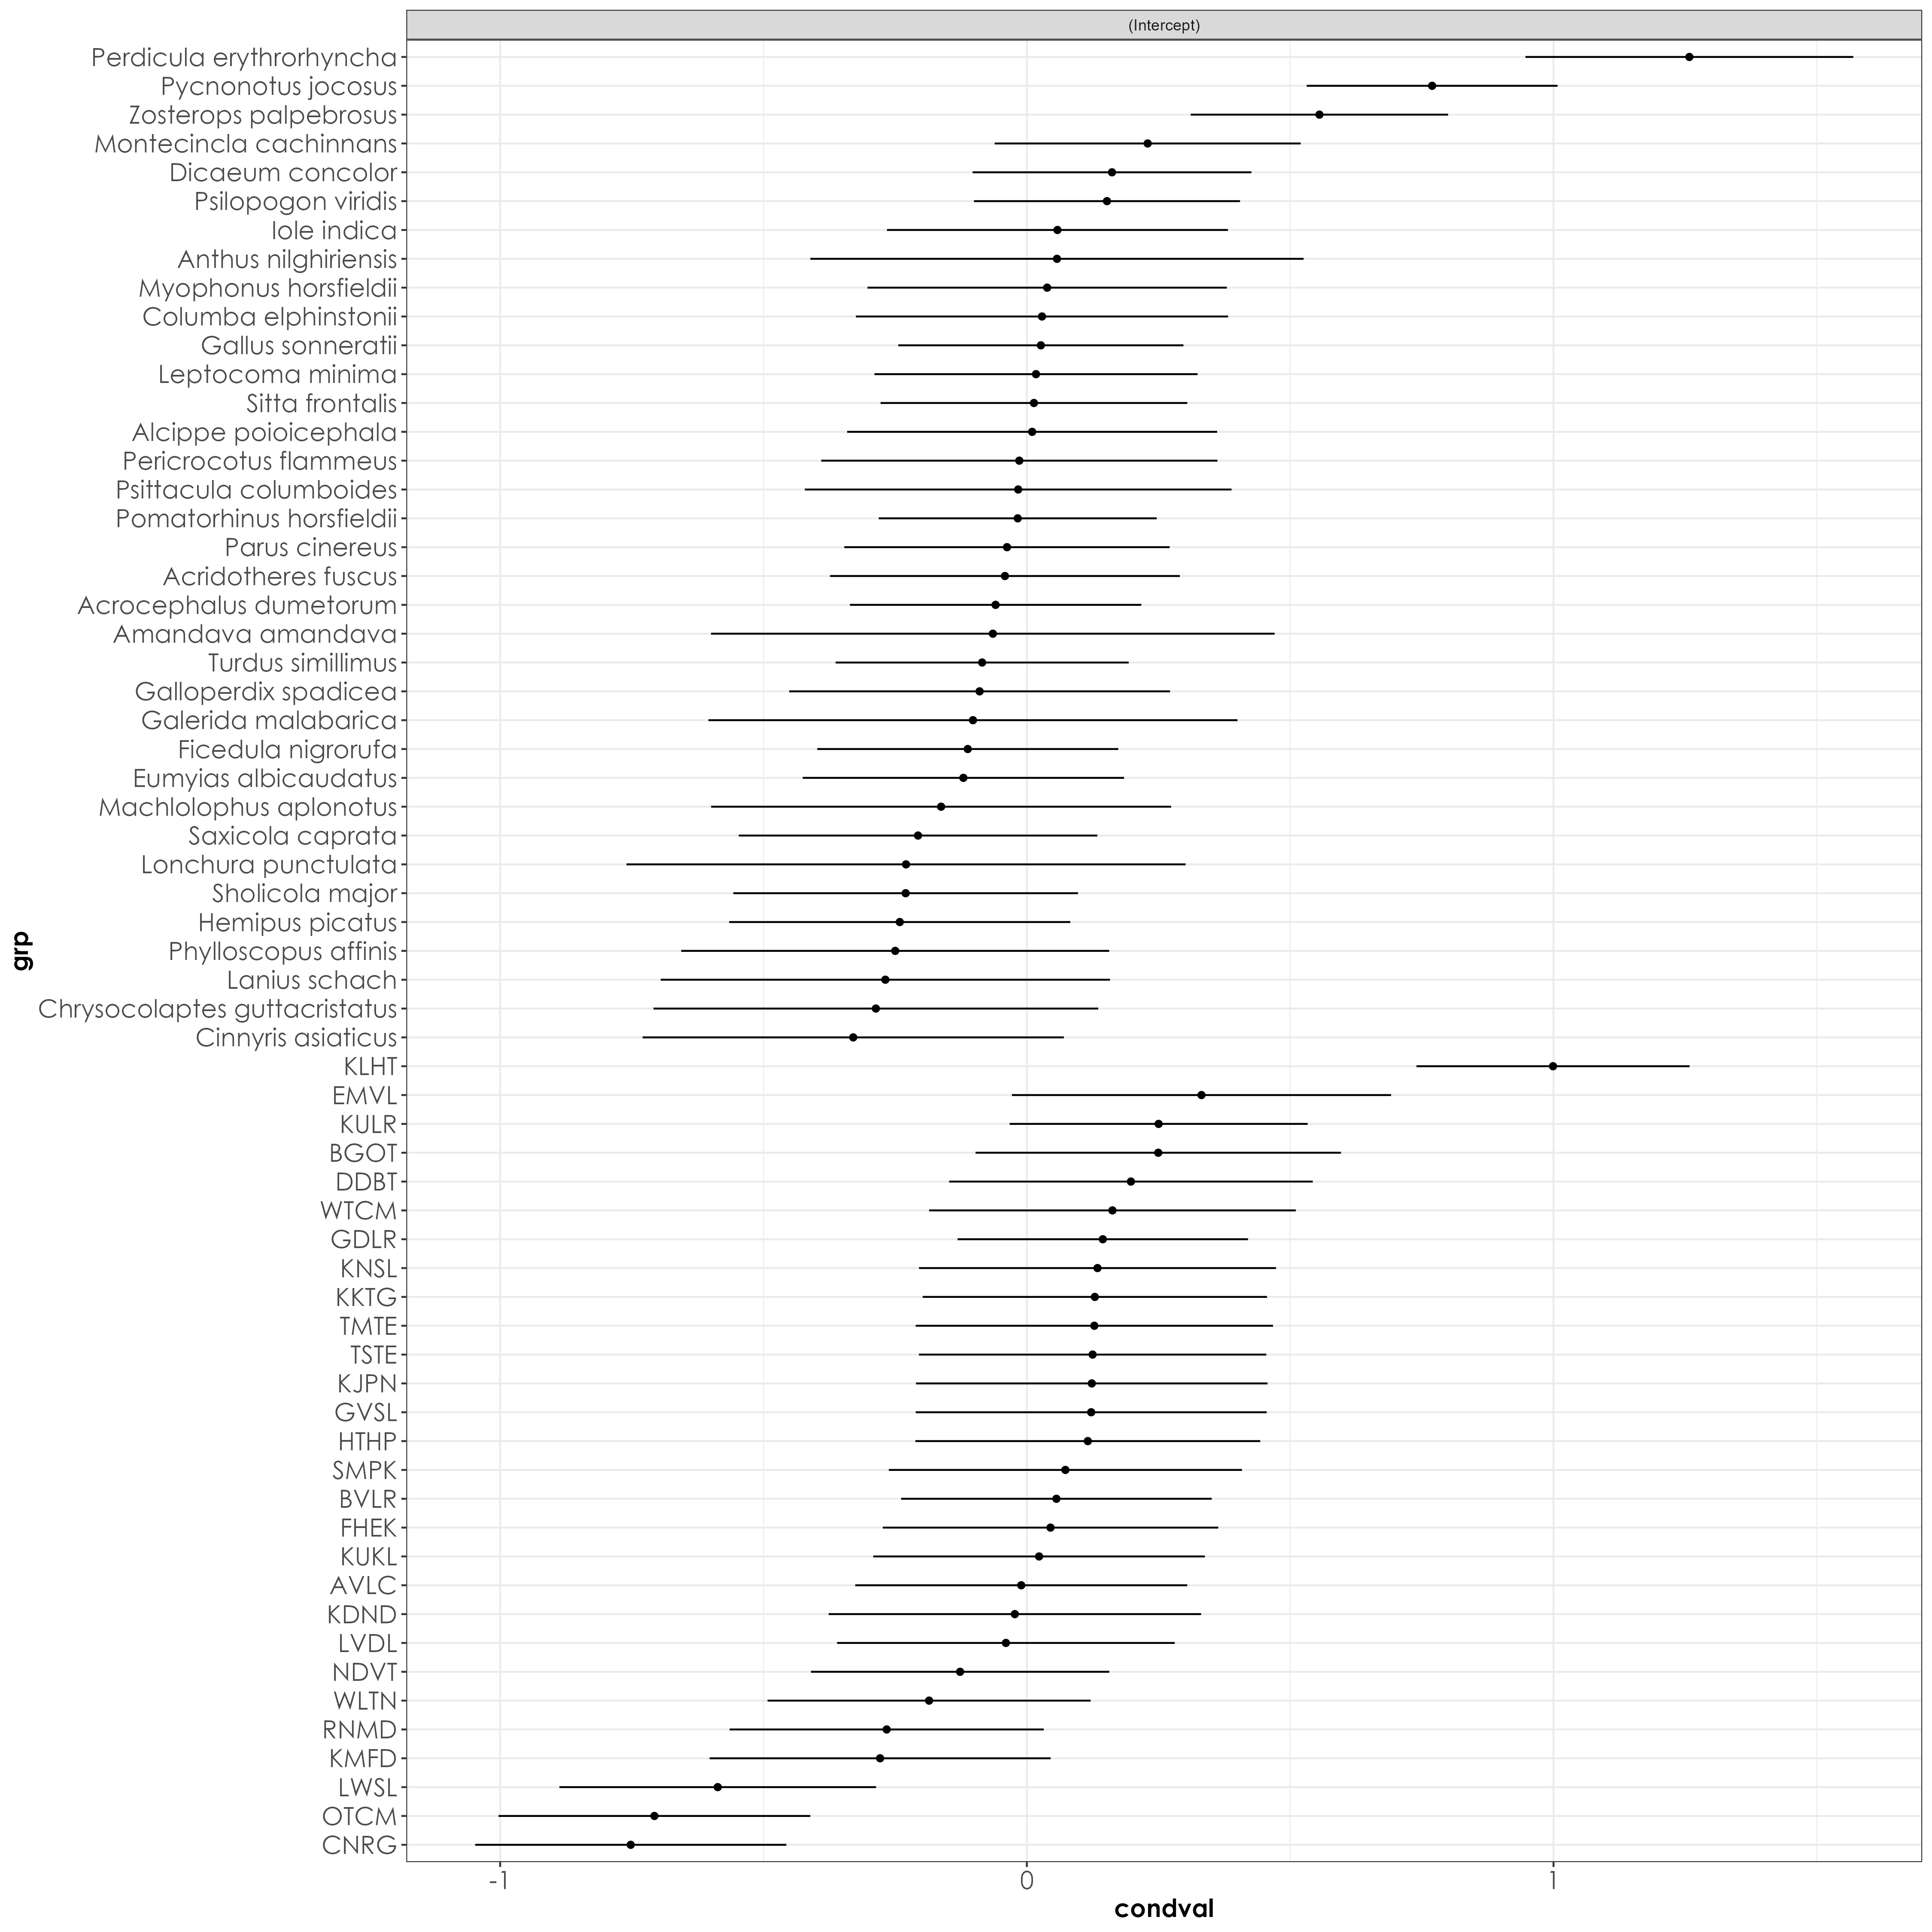 (Intercept)
Perdicula erythrorhyncha
Pycnonotus jocosus
Zosterops palpebrosus
Montecincla cachinnans
Dicaeum concolor
Psilopogon viridis
Iole indica
Anthus nilghiriensis
Myophonus horsfieldii
Columba elphinstonii
Gallus sonneratii
Leptocoma minima
Sitta frontalis
Alcippe poioicephala
Pericrocotus flammeus
Psittacula columboides
Pomatorhinus horsfieldii
Parus cinereus
Acridotheres fuscus
Acrocephalus dumetorum
Amandava amandava
Turdus simillimus
Galloperdix spadicea
Galerida malabarica
Ficedula nigrorufa
Eumyias albicaudatus
Machlolophus aplonotus
Saxicola caprata
Lonchura punctulata
Sholicola major
Hemipus picatus
Phylloscopus affinis
Lanius schach
Chrysocolaptes guttacristatus
Cinnyris asiaticus
KLHT
EMVL
KULR
BGOT
DDBT
WTCM
GDLR
KNSL
KKTG
TMTE
TSTE
KJPN
GVSL
HTHP
SMPK
BVLR
FHEK
KUKL
AVLC
KDND
LVDL
NDVT
WLTN
RNMD
KMFD
LWSL
OTCM
CNRG
grp
-1 0 1
condval